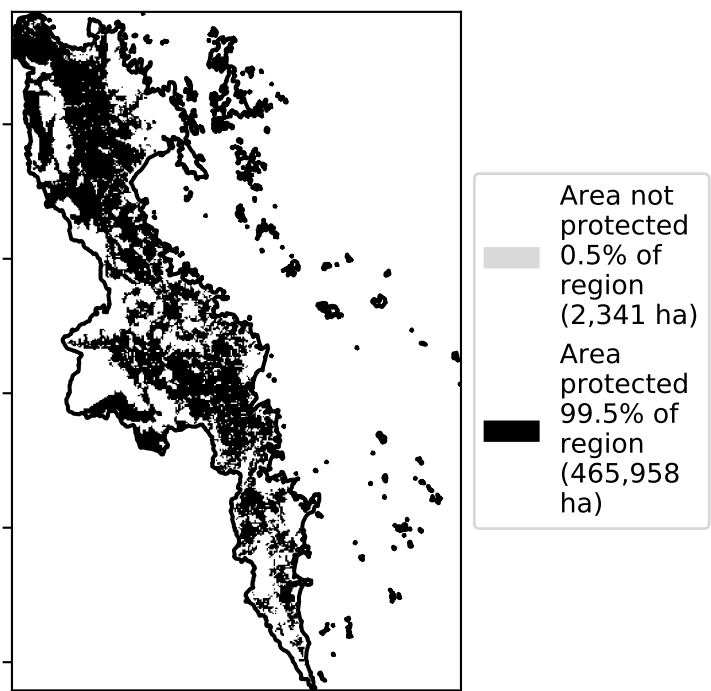 Area not
protected
0.5% of
region
(2,341 ha)
Area
protected
99.5% of
region
(465,958
ha)